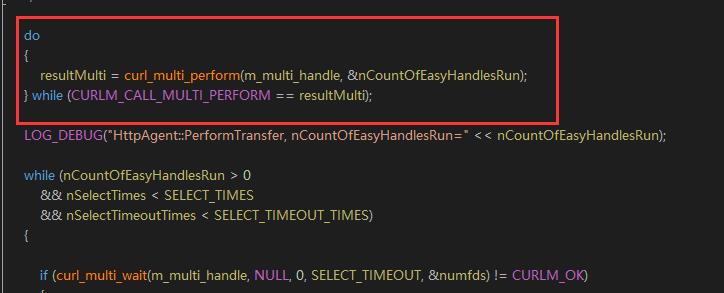 do
{
resultMulti = curl_multi_perform(m_multi_handle, &nCountOfEasyHandlesRun);
} while (CURLM_CALL_MULTI_PERFORM == resultMulti);
LOG_DEBUG("HttpAgent::PerformTransfer, nCountOfEasyHandlesRun=" << nCountOfEasyHandlesRun);
while (nCountOfEasyHandlesRun > 0
&& nSelectTimes < SELECT_TIMES
&& nSelectTimeoutTimes < SELECT_TIMEOUT_TIMES)
{
if (curl_multi_wait(m_multi_handle, NULL, 0, SELECT_TIMEOUT, &numfds) != CURLM_OK)